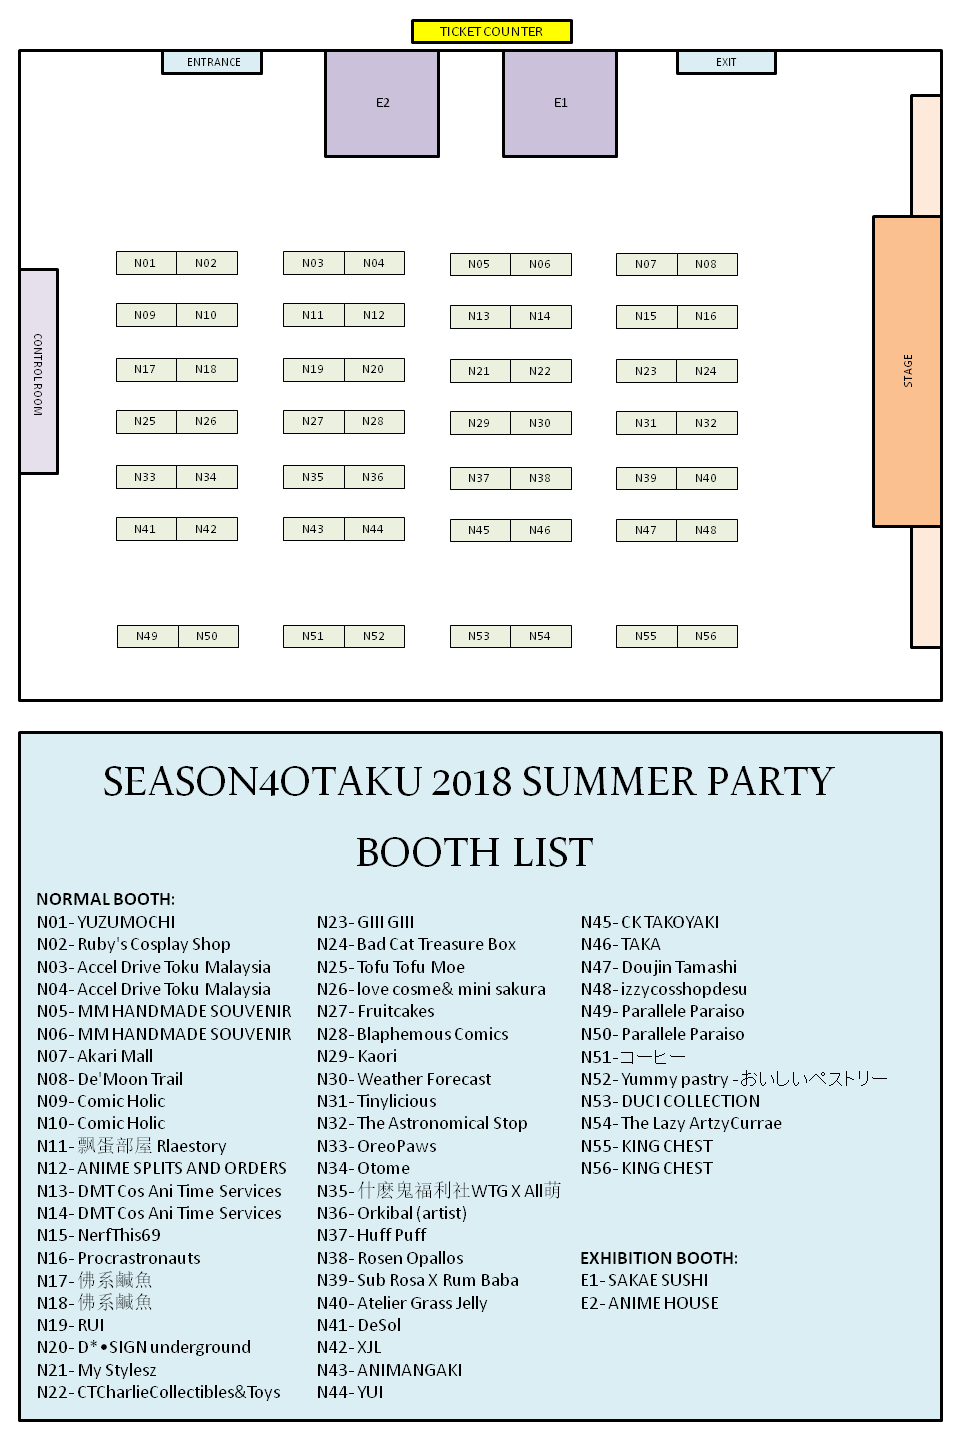 TICKET COUNTER
ENTRANCE
EXIT
E2
E1
N01 N02 N03 N04 N05 N06 N07 N08
N09 N10 N11 N12 N13 N14 N15 N16
N17 N18 N19 N20 N21 N22 N23 N24
N25 N26 N27 N28 N29 N30 N31 N32
N33 N34 N35 N36 N37 N38 N39 N40
N41 N42 N43 N44 N45 N46 N47 N48
N49 N50 N51 N52 N53 N54 N55 N56
CONTROL ROOM
STAGE
SEASON4OTAKU 2018 SUMMER PARTY
BOOTH LIST
NORMAL BOOTH:
N01- YUZUMOCHI
N02- Ruby's Cosplay Shop
N03- Accel Drive Toku Malaysia
N04- Accel Drive Toku Malaysia
N05- MM HANDMADE SOUVENIR
N06- MM HANDMADE SOUVENIR
N07- Akari Mall
N08- De'Moon Trail
N09- Comic Holic
N10- Comic Holic
N11- 飘蛋部屋 Rlaestory
N12- ANIME SPLITS AND ORDERS
N13- DMT Cos Ani Time Services
N14- DMT Cos Ani Time Services
N15- NerfThis69
N16- Procrastronauts
N17- 佛系鹹魚
N18- 佛系鹹魚
N19- RUI
N20- D*•SIGN underground
N21- My Stylesz
N22- CTCharlieCollectibles&Toys
N23- GIII GIII
N24- Bad Cat Treasure Box
N25- Tofu Tofu Moe
N26- love cosme& mini sakura
N27- Fruitcakes
N28- Blaphemous Comics
N29- Kaori
N30- Weather Forecast
N31- Tinylicious
N32- The Astronomical Stop
N33- OreoPaws
N34- Otome
N35- 什麽鬼福利社WTG X All萌
N36- Orkibal (artist)
N37- Huff Puff
N38- Rosen Opallos
N39- Sub Rosa X Rum Baba
N40- Atelier Grass Jelly
N41- DeSol
N42- XJL
N43- ANIMANGAKI
N44- YUI
N45- CK TAKOYAKI
N46- TAKA
N47- Doujin Tamashi
N48- izzycosshopdesu
N49- Parallele Paraiso
N50- Parallele Paraiso
N51- コーヒー
N52- Yummy pastry -おいしいペストリー
N53- DUCI COLLECTION
N54- The Lazy ArtzyCurrae
N55- KING CHEST
N56- KING CHEST
EXHIBITION BOOTH:
E1- SAKAE SUSHI
E2- ANIME HOUSE